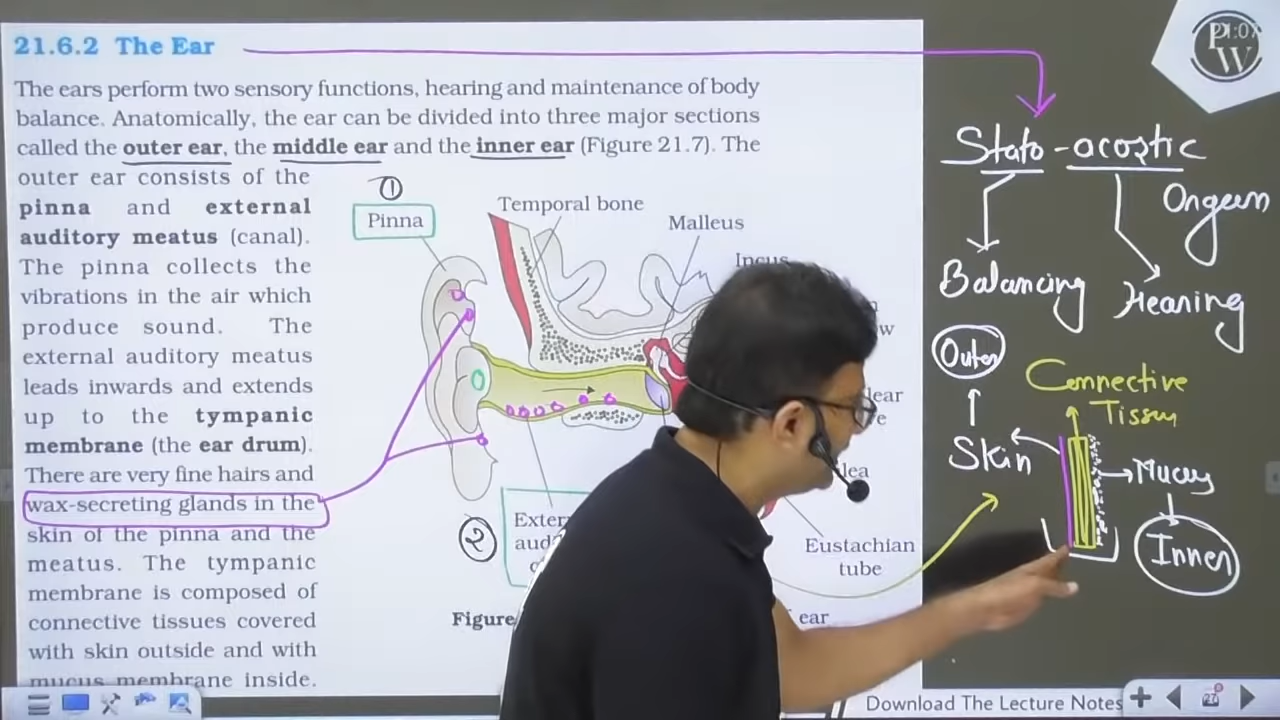 21.6.2 The Ear
The ears perform two sensory functions, hearing and maintenance of body
balance. Anatomically, the ear can be divided into three major sections
called the outer ear, the middle ear and the inner ear (Figure 21.7). The
outer ear consists of the
pinna and external
auditory meatus (canal).
The pinna collects the
vibrations in the air which
produce sound. The
external auditory meatus
leads inwards and extends
up to the tympanic
membrane (the ear drum).
There are very fine hairs and
wax-secreting glands in the
skin of the pinna and the
meatus. The tympanic
membrane is composed of
connective tissues covered
with skin outside and with
mucus membrane inside.
1
Pinna
Temporal bone
Malleus
Incus
2
Eustachian
tube
Figure
ear
PW
Stato-acostic
Balancing
Hearing
Outer
Connective
Skin
Mucus
Inner
Download The Lecture Notes
27